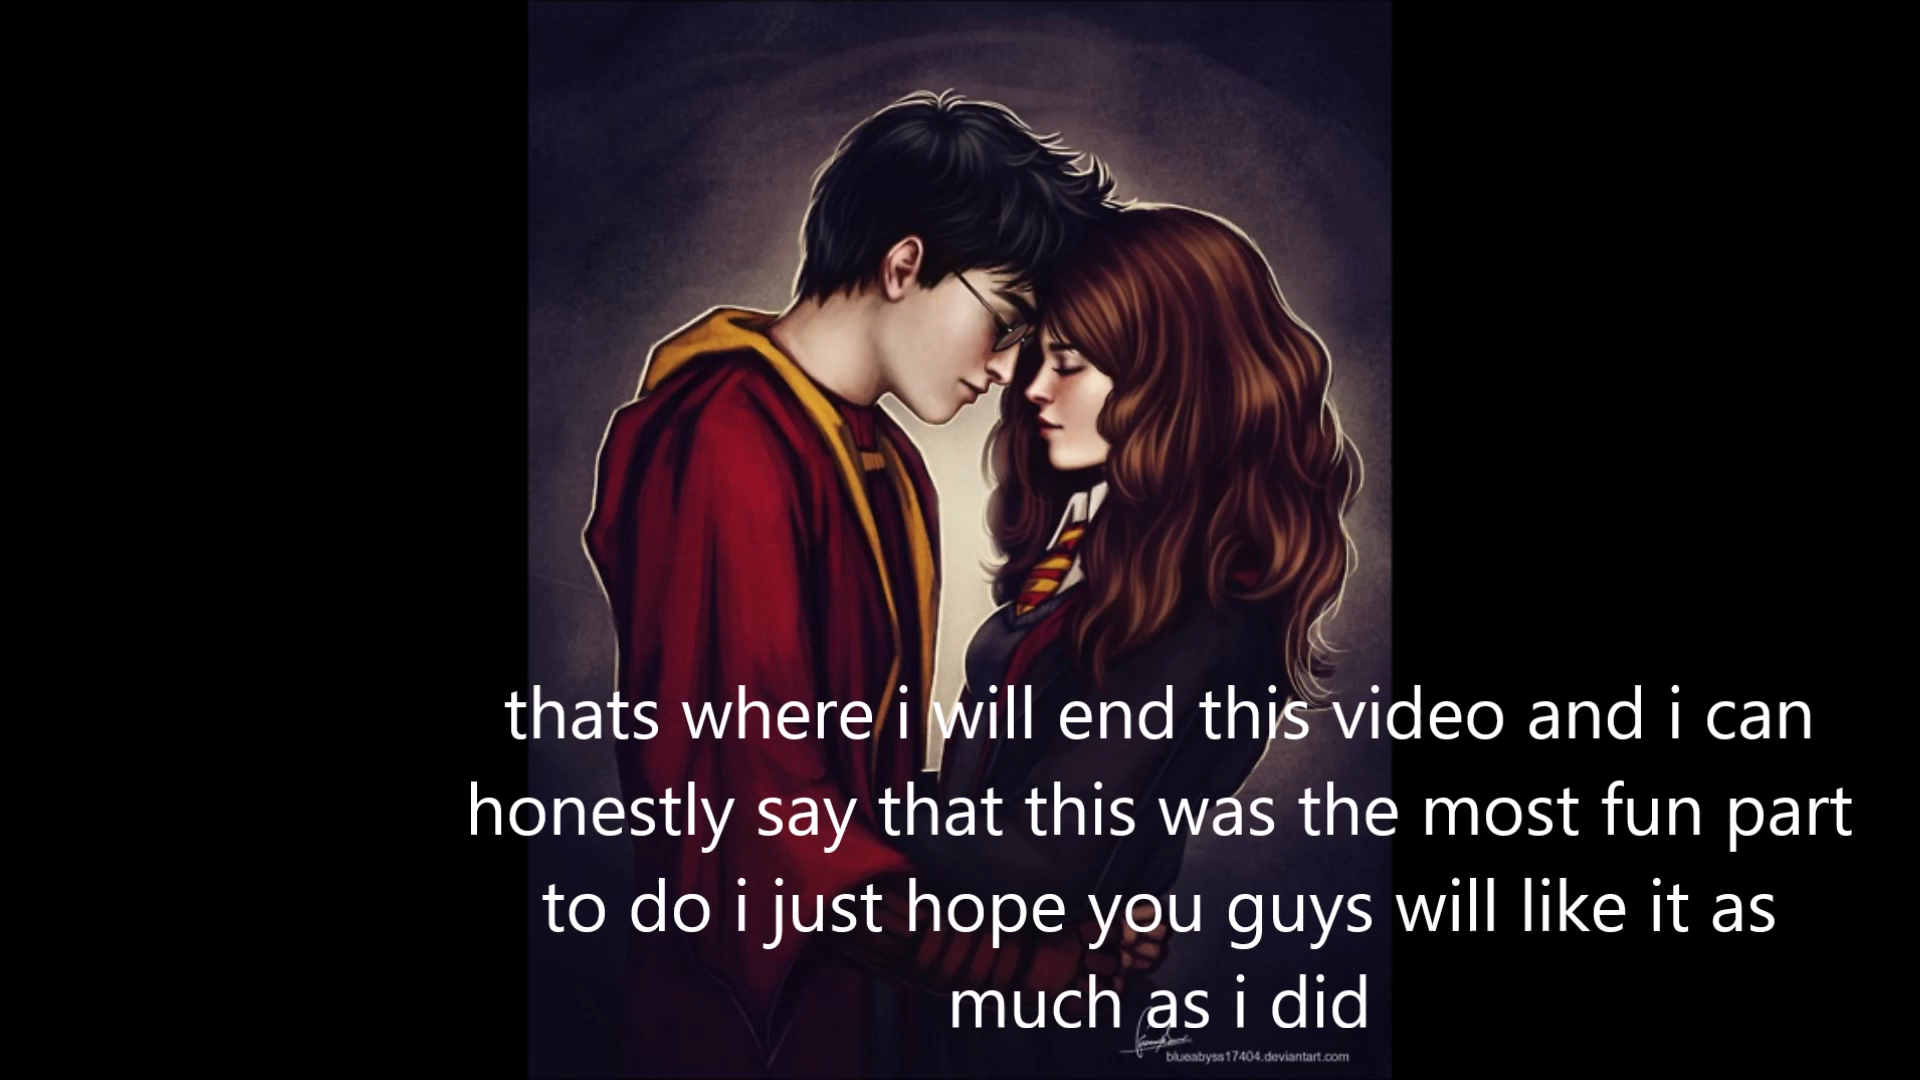 thats where i will end this video and i can
honestly say that this was the most fun part
to do i just hope you guys will like it as
much as i did
blueabyss17404.deviantart.com